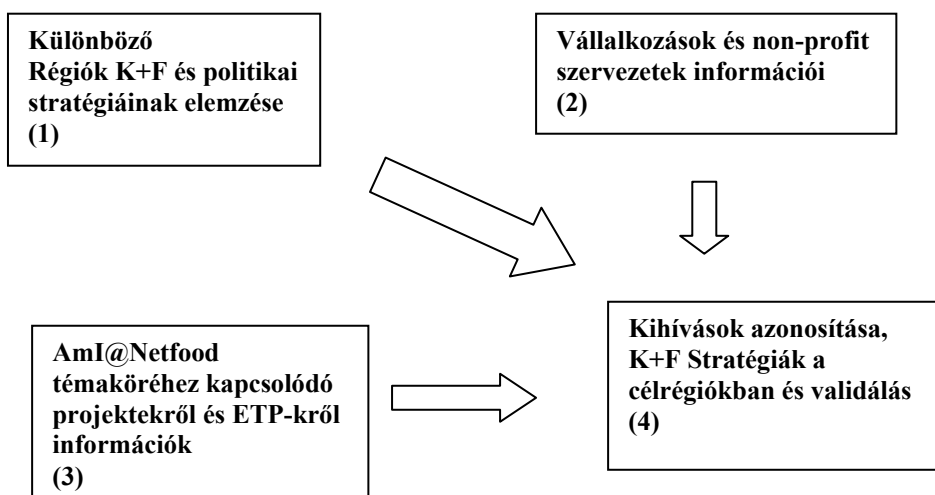 Különböző
Régiók K+F és politikai
stratégiáinak elemzése
(1)
Vállalkozások és non-profit
szervezetek információi
(2)
AmI@Netfood
témaköréhez kapcsolódó
projektekről és ETP-kről
információk
(3)
Kihívások azonosítása,
K+F Stratégiák a
célrégiókban és validálás
(4)